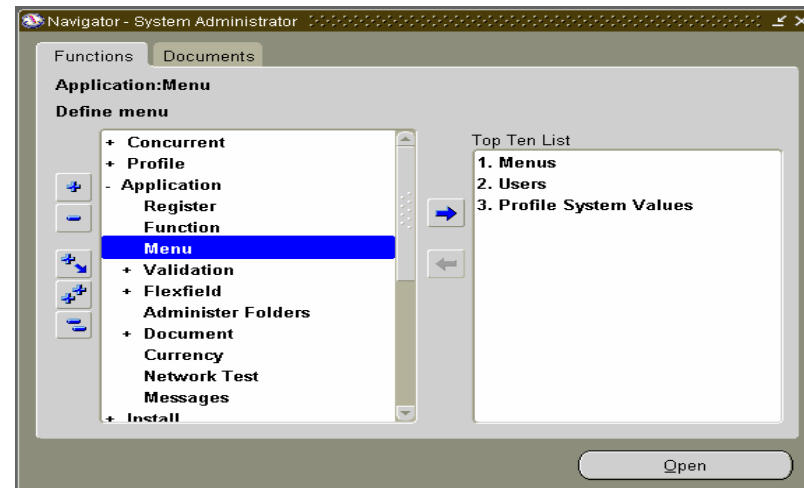 Navigator - System Administrator
Functions Documents
Application:Menu
Define menu
+ Concurrent
+ Profile
- Application
Register
Function
Menu
+ Validation
+ Flexfield
Administer Folders
+ Document
Currency
Network Test
Messages
+ Install
Top Ten List
1. Menus
2. Users
3. Profile System Values
Open